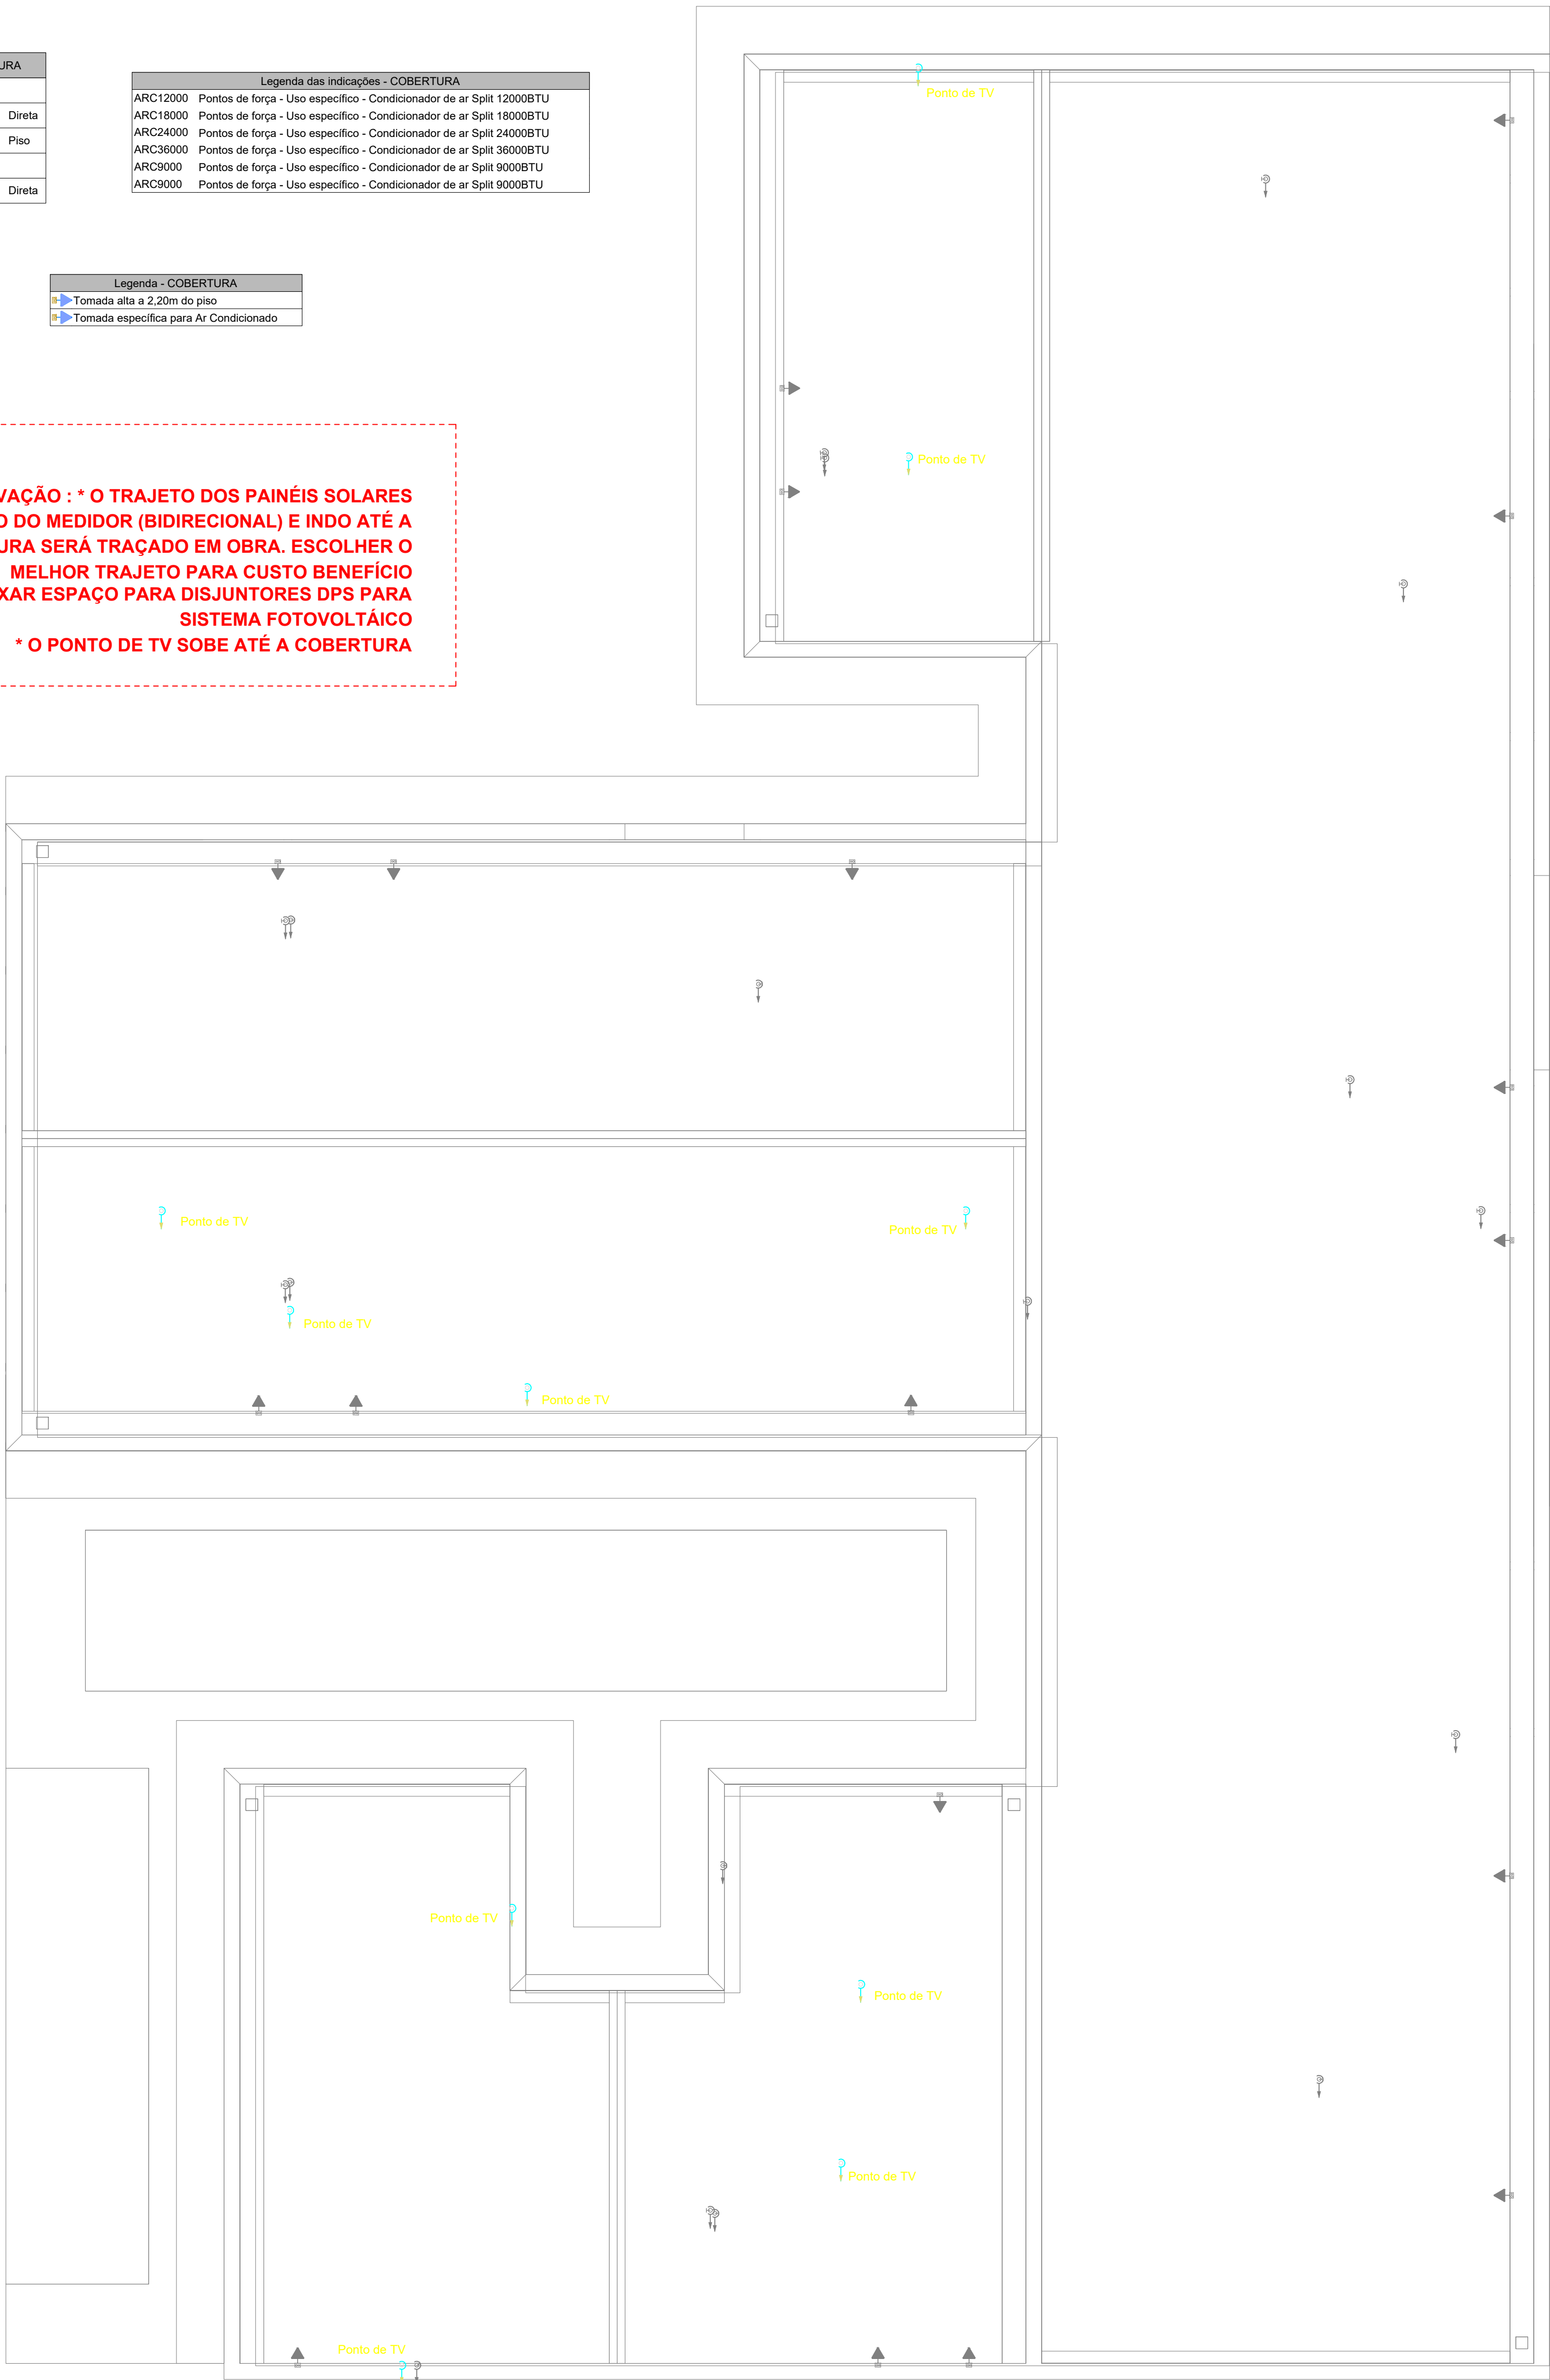 URA
Direta
Piso
Direta
Legenda das indicações - COBERTURA
ARC12000 Pontos de força - Uso específico - Condicionador de ar Split 12000BTU
ARC18000 Pontos de força - Uso específico - Condicionador de ar Split 18000BTU
ARC24000 Pontos de força - Uso específico - Condicionador de ar Split 24000BTU
ARC36000 Pontos de força - Uso específico - Condicionador de ar Split 36000BTU
ARC9000 Pontos de força - Uso específico - Condicionador de ar Split 9000BTU
ARC9000 Pontos de força - Uso específico - Condicionador de ar Split 9000BTU
Legenda - COBERTURA
Tomada alta a 2,20m do piso
Tomada específica para Ar Condicionado
VAÇÃO : * O TRAJETO DOS PAINÉIS SOLARES
O DO MEDIDOR (BIDIRECIONAL) E INDO ATÉ A
URA SERÁ TRAÇADO EM OBRA. ESCOLHER O
MELHOR TRAJETO PARA CUSTO BENEFÍCIO
XAR ESPAÇO PARA DISJUNTORES DPS PARA
SISTEMA FOTOVOLTÁICO
* O PONTO DE TV SOBE ATÉ A COBERTURA
Ponto de TV
Ponto de TV
Ponto de TV
Ponto de TV
Ponto de TV
Ponto de TV
Ponto de TV
Ponto de TV
Ponto de TV
Ponto de TV